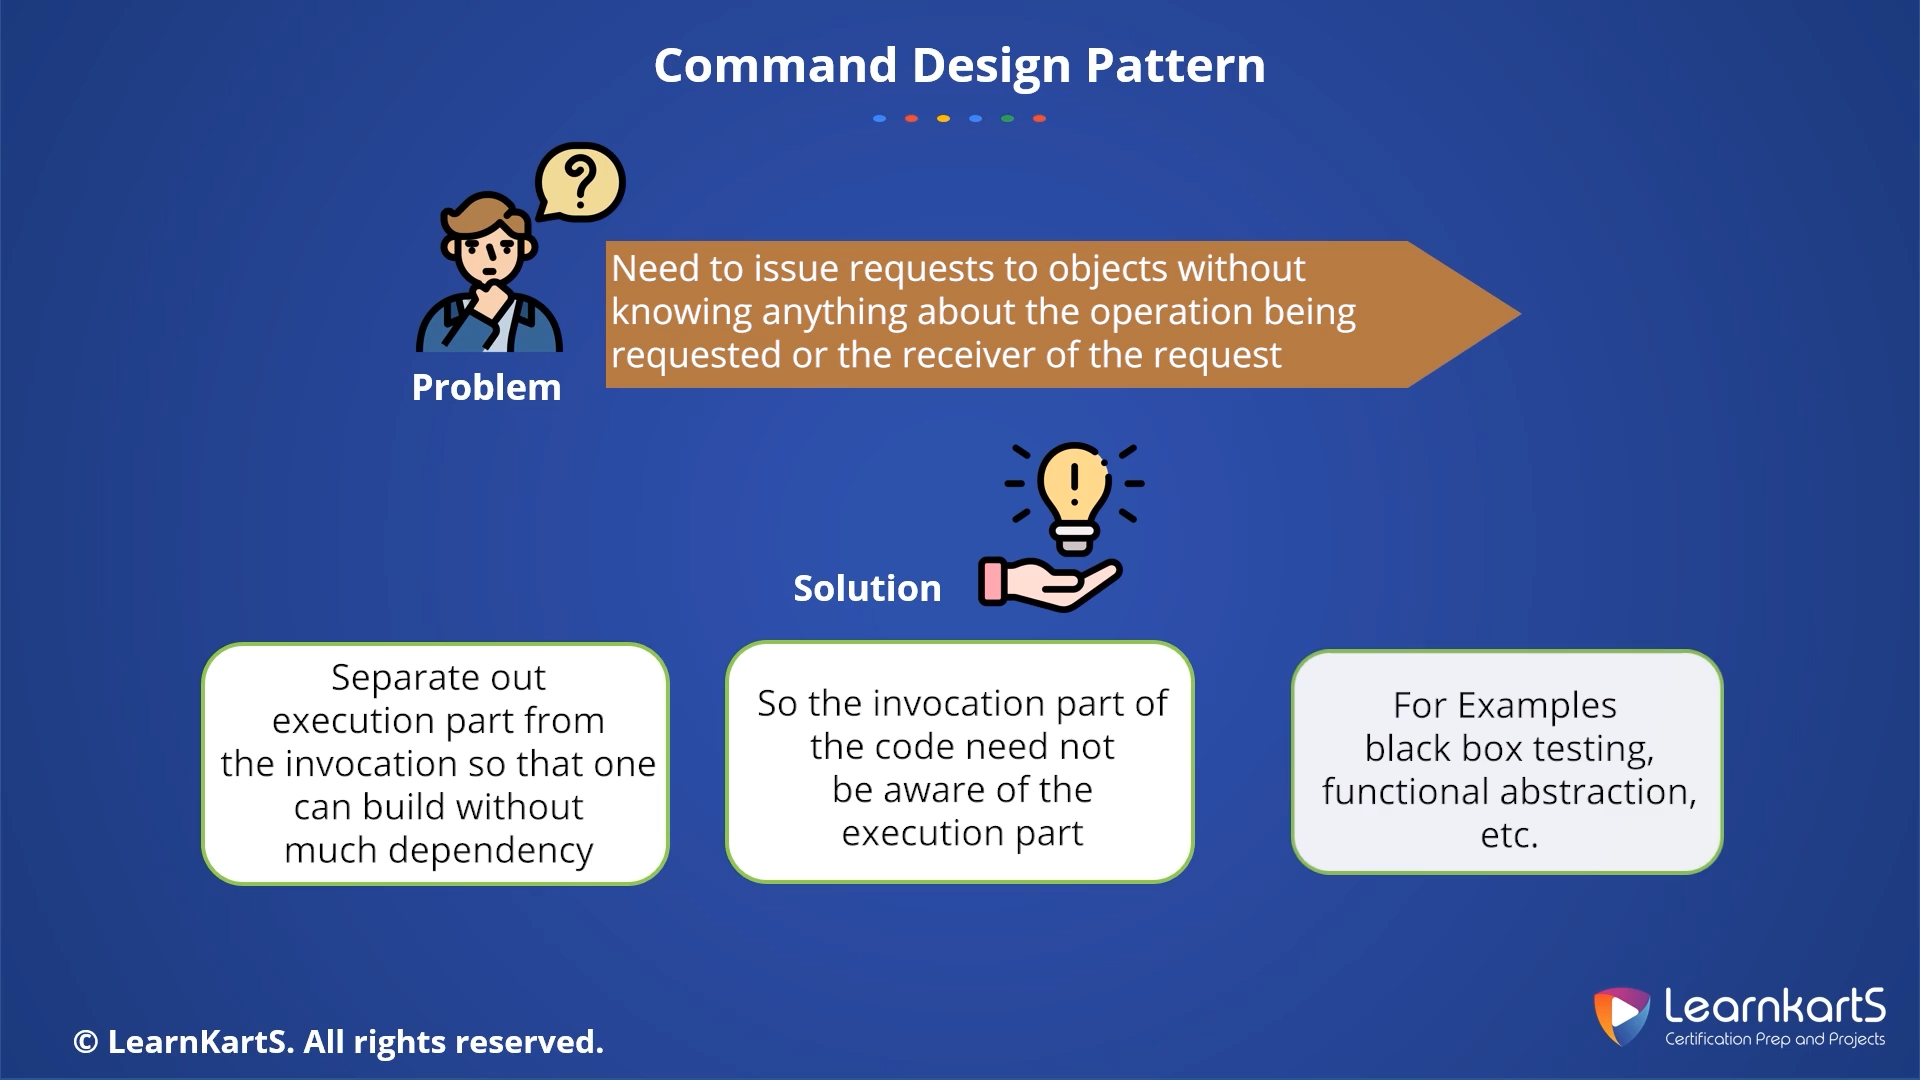 Command Design Pattern
?
Need to issue requests to objects without
knowing anything about the operation being
requested or the receiver of the request
Problem
!
Solution
Separate out
execution part from
the invocation so that one
can build without
much dependency
So the invocation part of
the code need not
be aware of the
execution part
For Examples
black box testing,
functional abstraction,
etc.
© LearnKartS. All rights reserved.
LearnkartS
Certification Prep and Projects